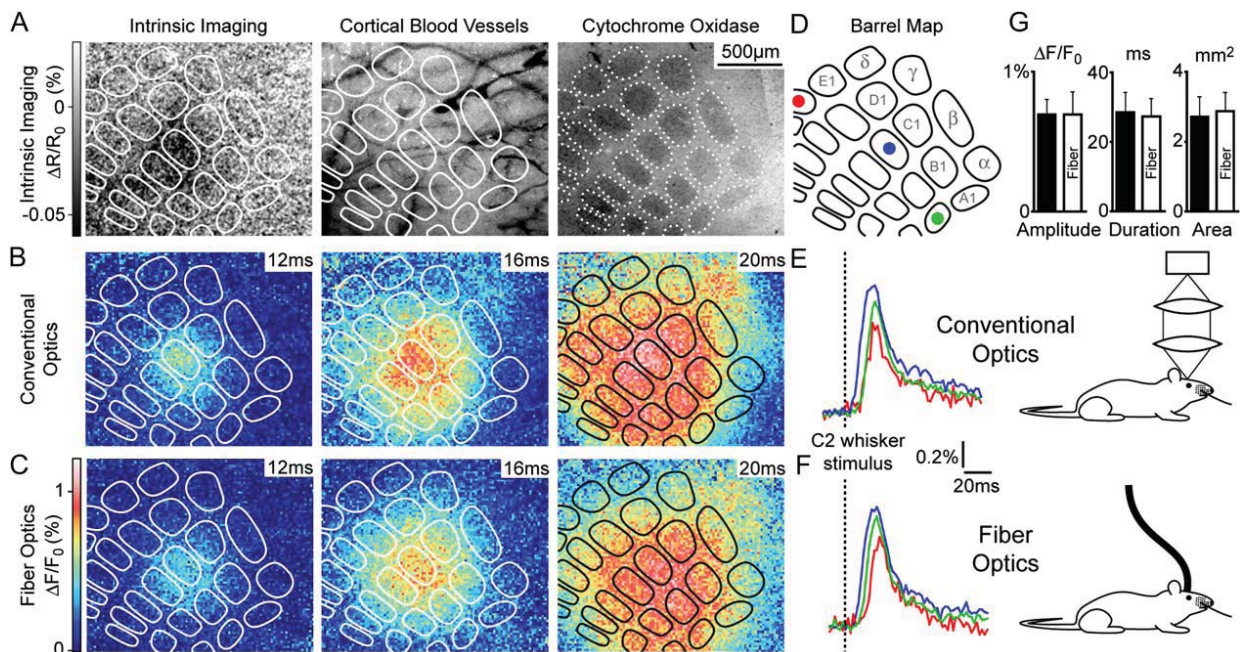 A
Intrinsic Imaging
Cortical Blood Vessels
Cytochrome Oxidase
500μm
Intrinsic Imaging
ΔR/R0 (%)
0
-0.05
D
Barrel Map
E1
δ
γ
D1
C1
β
B1
α
A1
G
ΔF/F0
ms
mm2
1%
0
40
20
0
4
2
0
Fiber
Fiber
Fiber
Amplitude
Duration
Area
B
Conventional
Optics
12ms
16ms
20ms
E
Conventional
Optics
C2 whisker
stimulus
0.2%
20ms
C
Fiber Optics
ΔF/F0 (%)
1
0
12ms
16ms
20ms
F
Fiber
Optics